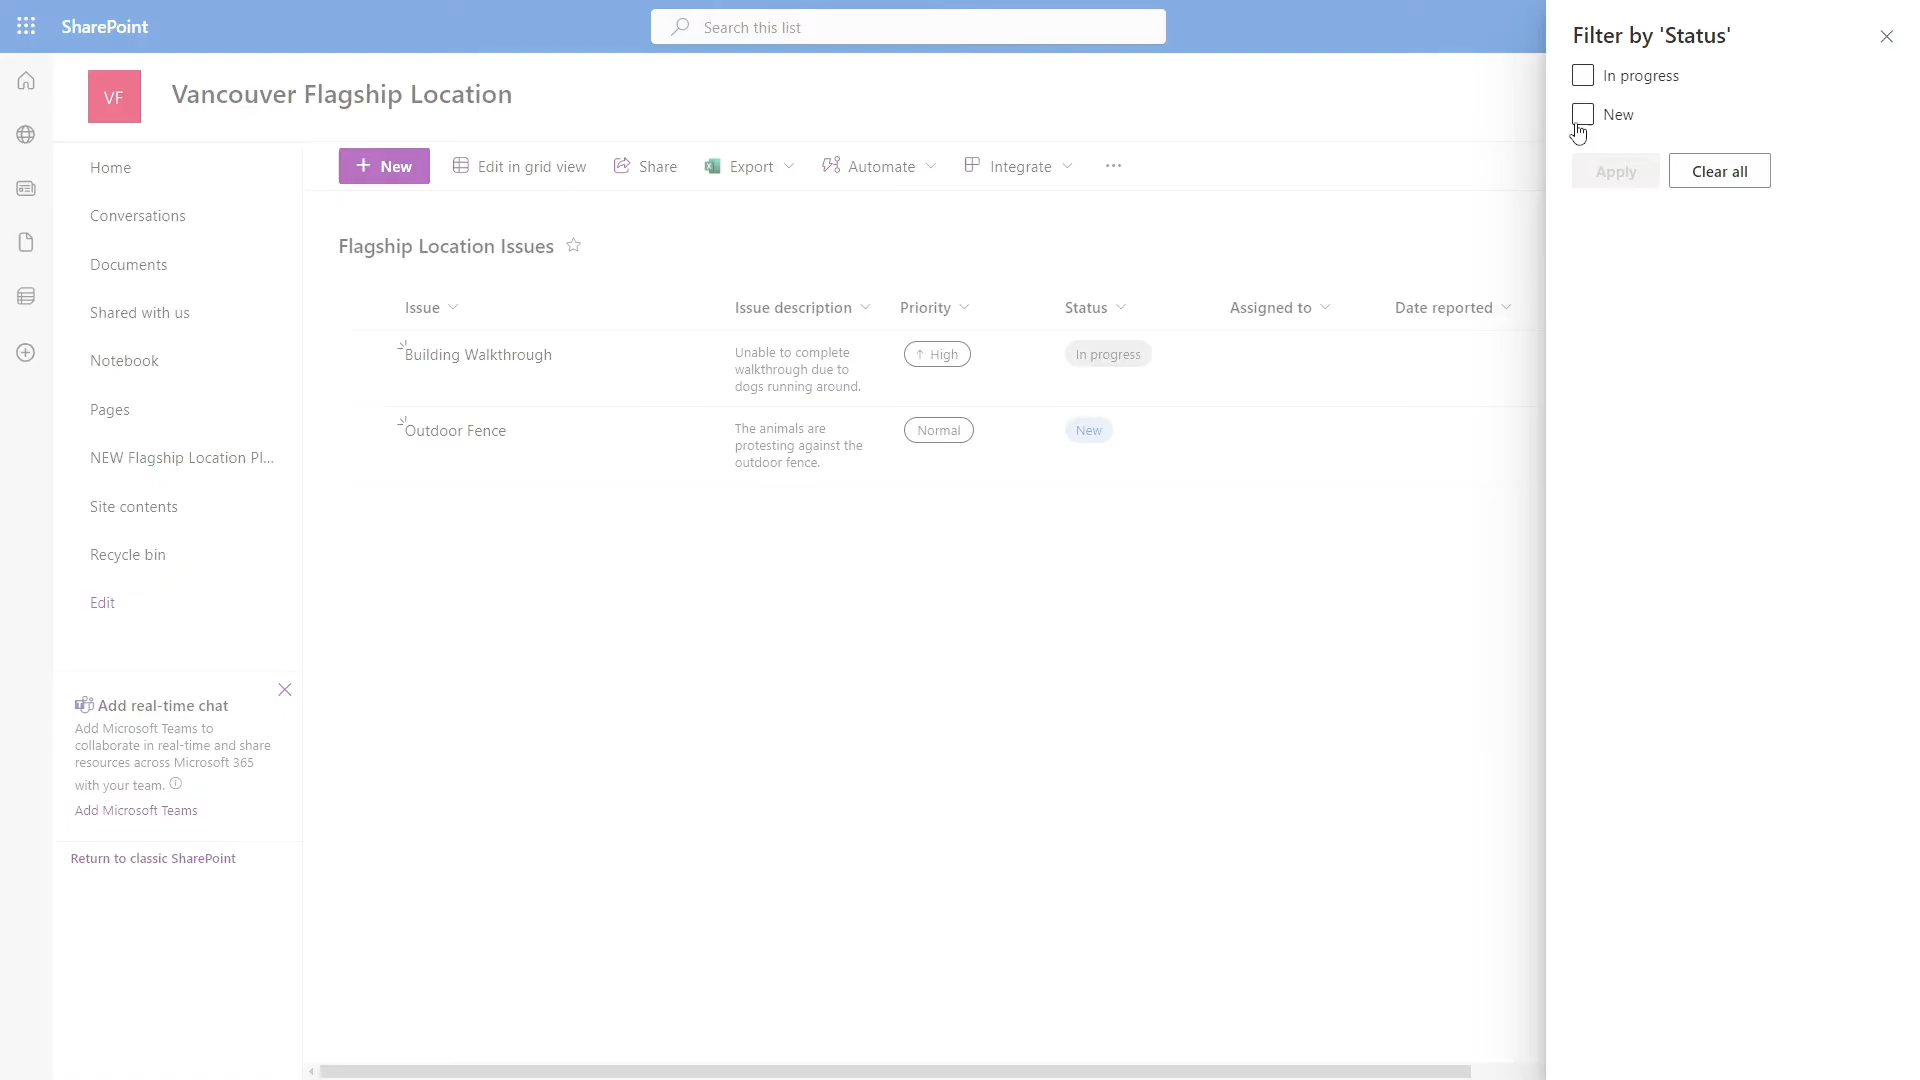 SharePoint
Search this list
VF
Vancouver Flagship Location
Home
Conversations
Documents
Shared with us
Notebook
Pages
NEW Flagship Location Pl...
Site contents
Recycle bin
Edit
Add real-time chat
Add Microsoft Teams to
collaborate in real-time and share
resources across Microsoft 365
with your team.
Add Microsoft Teams
Return to classic SharePoint
+ New Edit in grid view Share Export Automate Integrate ...
Flagship Location Issues
Issue Issue description Priority Status Assigned to Date reported
Building Walkthrough
Unable to complete
walkthrough due to
dogs running around.
↑ High
In progress
Outdoor Fence
The animals are
protesting against the
outdoor fence.
Normal
New
Filter by 'Status'
In progress
New
Apply Clear all